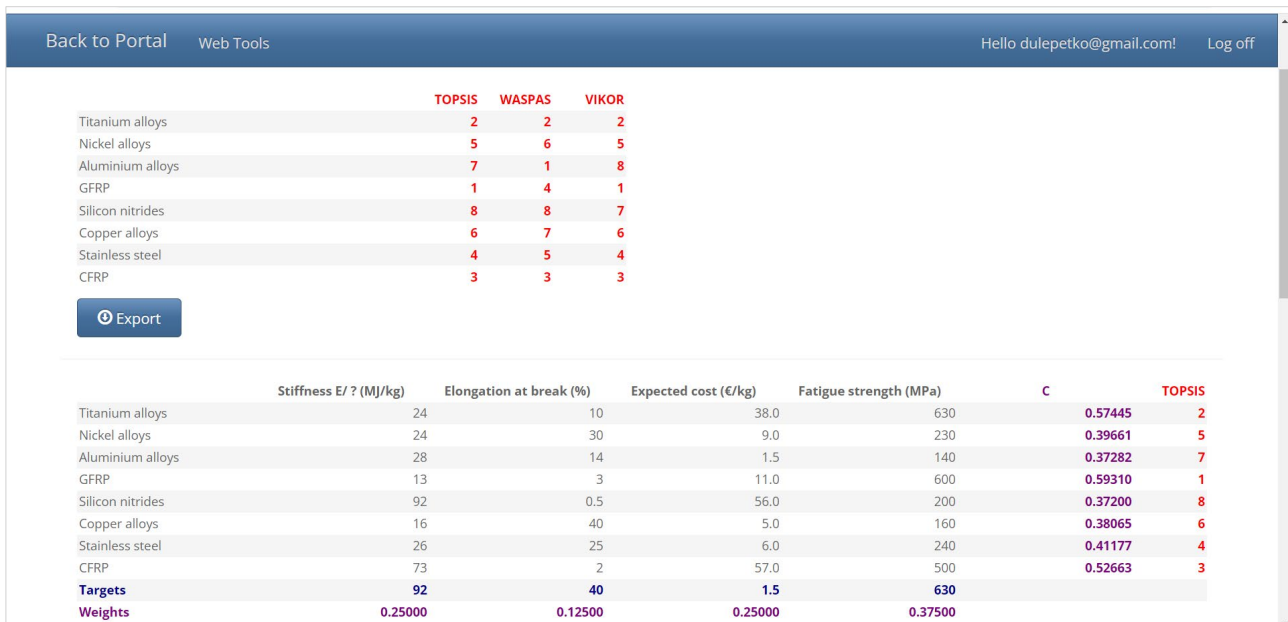 Back to Portal Web Tools Hello dulepetko@gmail.com! Log off
TOPSIS WASPAS VIKOR
Titanium alloys 2 2 2
Nickel alloys 5 6 5
Aluminium alloys 7 1 8
GFRP 1 4 1
Silicon nitrides 8 8 7
Copper alloys 6 7 6
Stainless steel 4 5 4
CFRP 3 3 3
Export
Stiffness E/ ? (MJ/kg) Elongation at break (%) Expected cost (€/kg) Fatigue strength (MPa) C TOPSIS
Titanium alloys 24 10 38.0 630 0.57445 2
Nickel alloys 24 30 9.0 230 0.39661 5
Aluminium alloys 28 14 1.5 140 0.37282 7
GFRP 13 3 11.0 600 0.59310 1
Silicon nitrides 92 0.5 56.0 200 0.37200 8
Copper alloys 16 40 5.0 160 0.38065 6
Stainless steel 26 25 6.0 240 0.41177 4
CFRP 73 2 57.0 500 0.52663 3
Targets 92 40 1.5 630
Weights 0.25000 0.12500 0.25000 0.37500